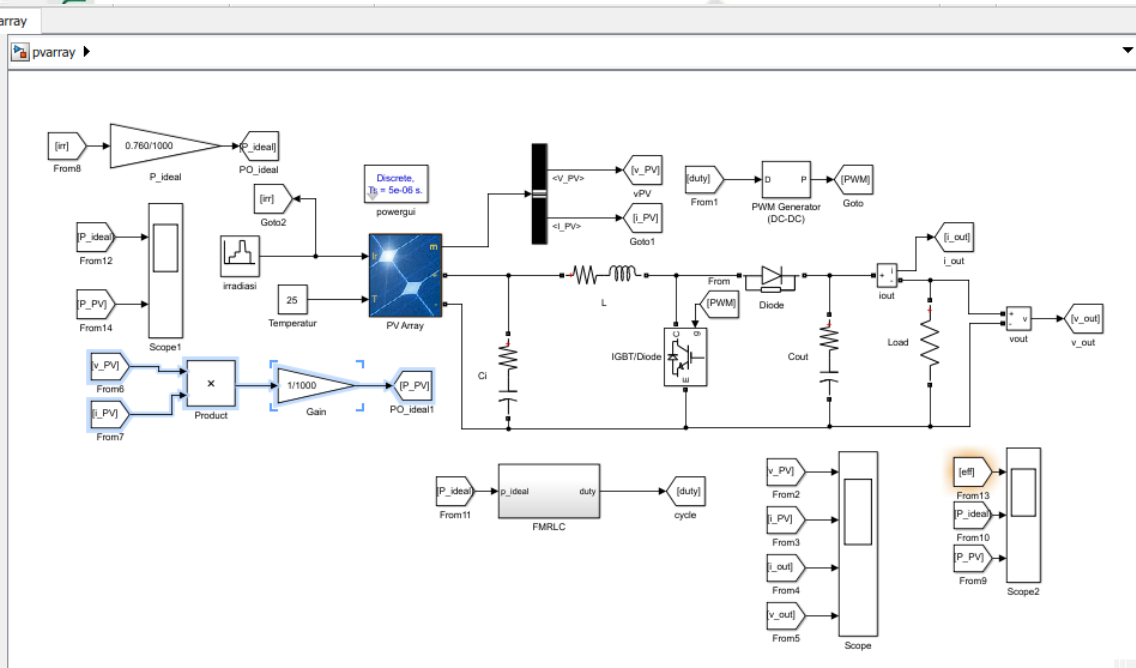 array
pvarray
[irr]
From8
0.760/1000
P_ideal
[P_ideal]
PO_ideal
[irr]
Goto2
Discrete,
Ts = 5e-06 s.
powergui
<V_PV>
<I_PV>
[v_PV]
vPV
[i_PV]
Goto1
[duty]
From1
D
P
PWM Generator
(DC-DC)
[PWM]
Goto
[P_ideal]
From12
[P_PV]
From14
Scope1
irradiasi
25
Temperatur
Ir
T
m
+
-
PV Array
L
From
[PWM]
Diode
g
C
E
IGBT/Diode
Ci
Cout
Load
i
+
-
iout
[i_out]
i_out
+
-
v
vout
[v_out]
v_out
[v_PV]
From6
[i_PV]
From7
×
Product
1/1000
Gain
[P_PV]
PO_ideal1
[P_ideal]
From11
p_ideal
duty
FMRLC
[duty]
cycle
[v_PV]
From2
[i_PV]
From3
[i_out]
From4
[v_out]
From5
Scope
[eff]
From13
[P_ideal]
From10
[P_PV]
From9
Scope2